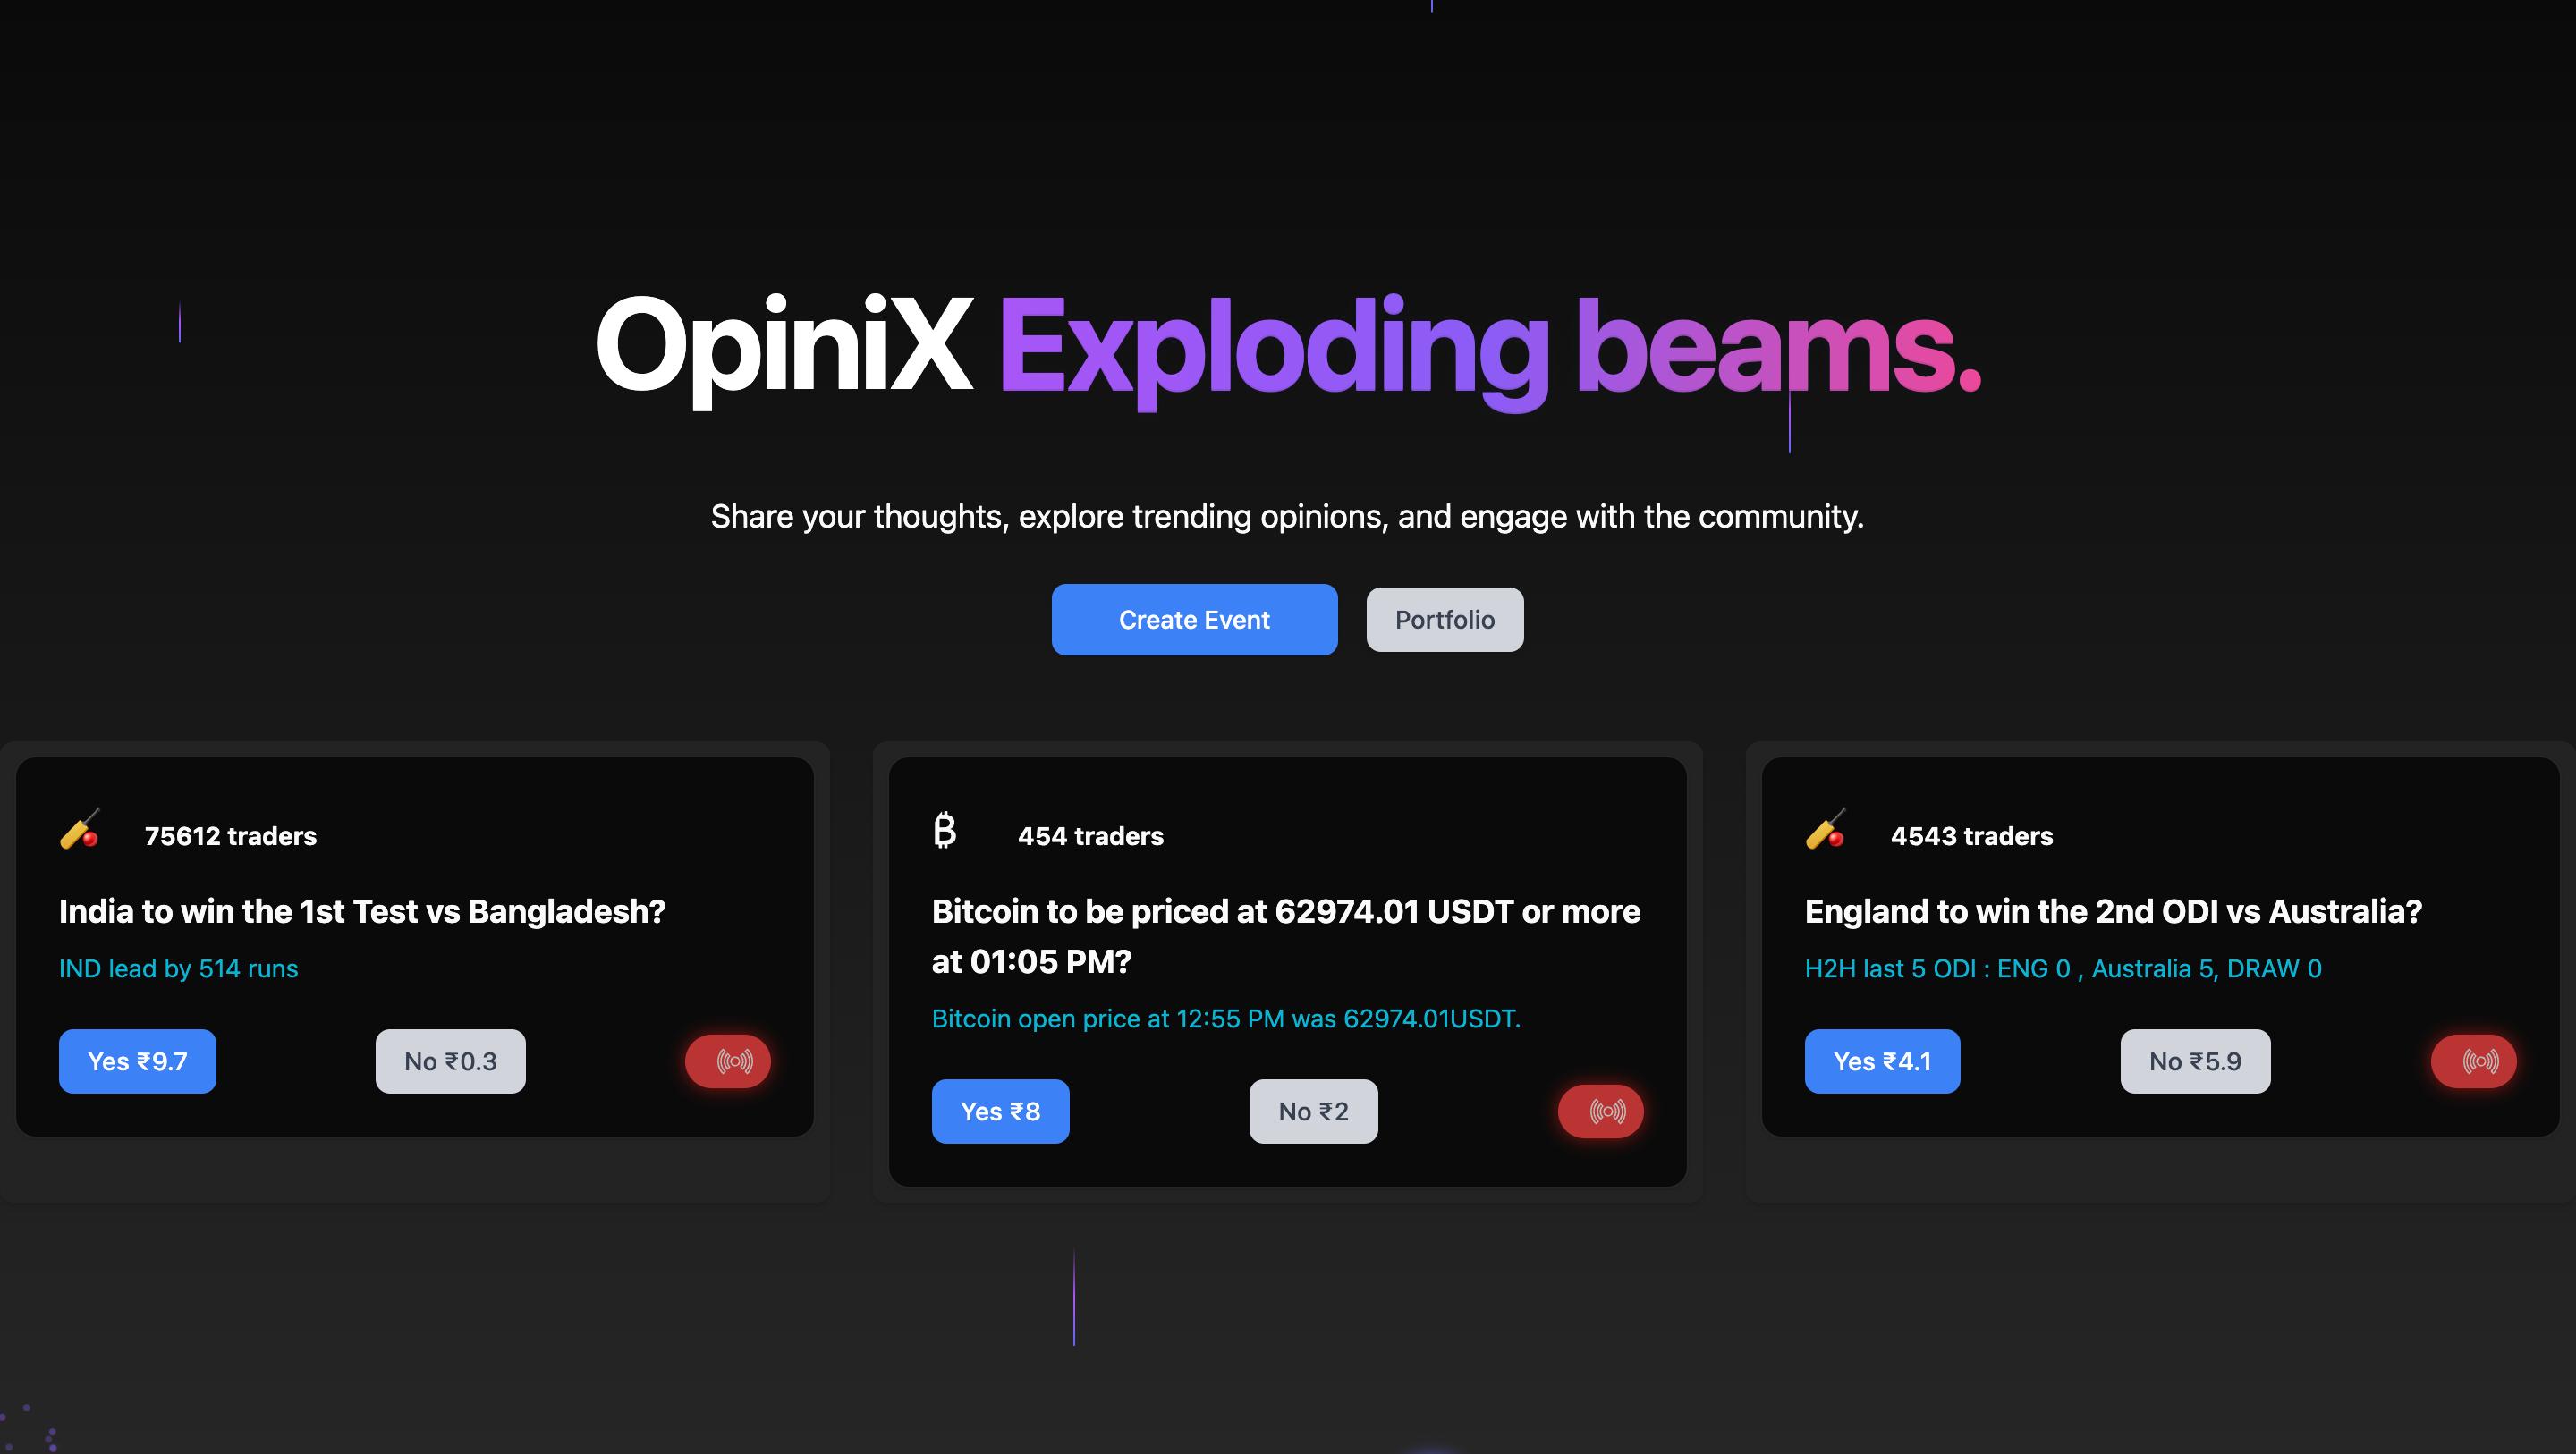 OpiniX Exploding beams.
Share your thoughts, explore trending opinions, and engage with the community.
Create Event
Portfolio
75612 traders
India to win the 1st Test vs Bangladesh?
IND lead by 514 runs
Yes ₹9.7
No ₹0.3
454 traders
Bitcoin to be priced at 62974.01 USDT or more
at 01:05 PM?
Bitcoin open price at 12:55 PM was 62974.01USDT.
Yes ₹8
No ₹2
4543 traders
England to win the 2nd ODI vs Australia?
H2H last 5 ODI : ENG 0 , Australia 5, DRAW 0
Yes ₹4.1
No ₹5.9